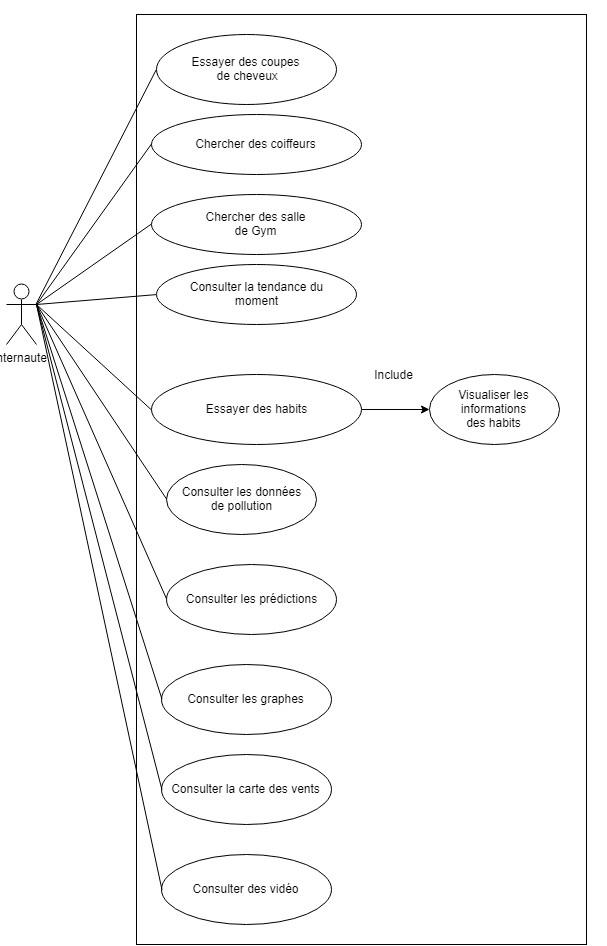 Essayer des coupes
de cheveux
Chercher des coiffeurs
Chercher des salle
de Gym
Consulter la tendance du
moment
nternaute
Include
Essayer des habits
Visualiser les
informations
des habits
Consulter les données
de pollution
Consulter les prédictions
Consulter les graphes
Consulter la carte des vents
Consulter des vidéo